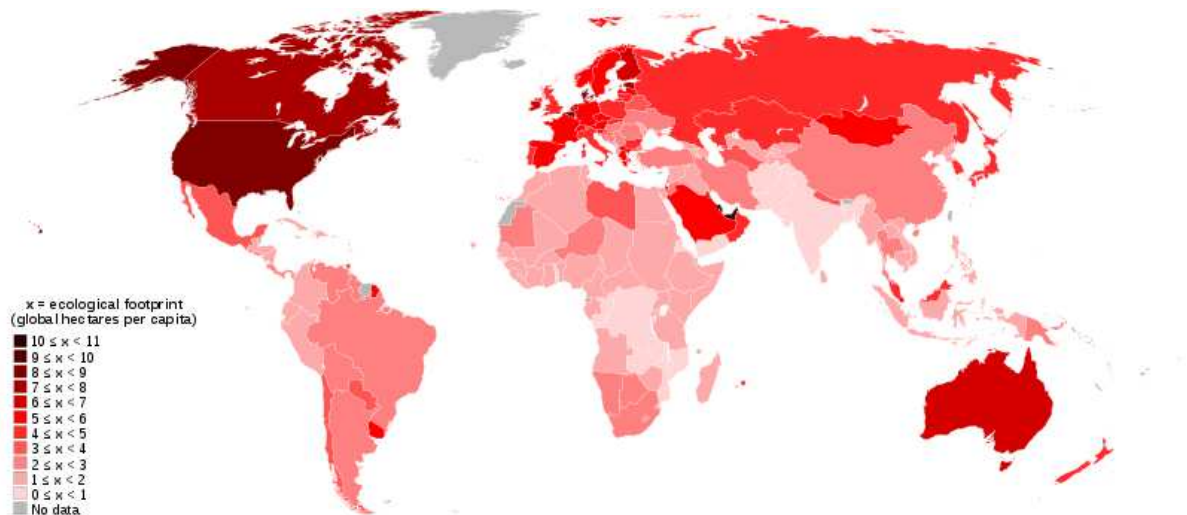 x = ecological footprint
(global hectares per capita)
10 ≤ x < 11
9 ≤ x < 10
8 ≤ x < 9
7 ≤ x < 8
6 ≤ x < 7
5 ≤ x < 6
4 ≤ x < 5
3 ≤ x < 4
2 ≤ x < 3
1 ≤ x < 2
0 ≤ x < 1
No data